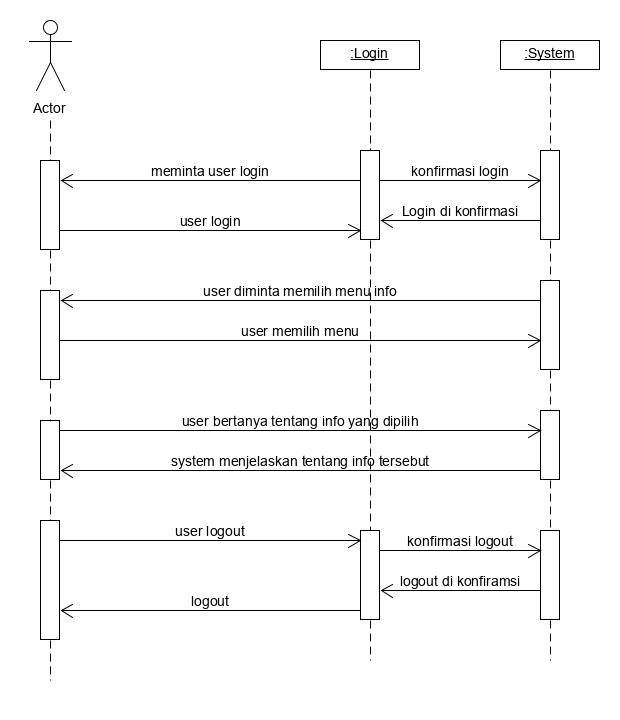 :Login
:System
Actor
meminta user login
konfirmasi login
Login di konfirmasi
user login
user diminta memilih menu info
user memilih menu
user bertanya tentang info yang dipilih
system menjelaskan tentang info tersebut
user logout
konfirmasi logout
logout di konfiramsi
logout